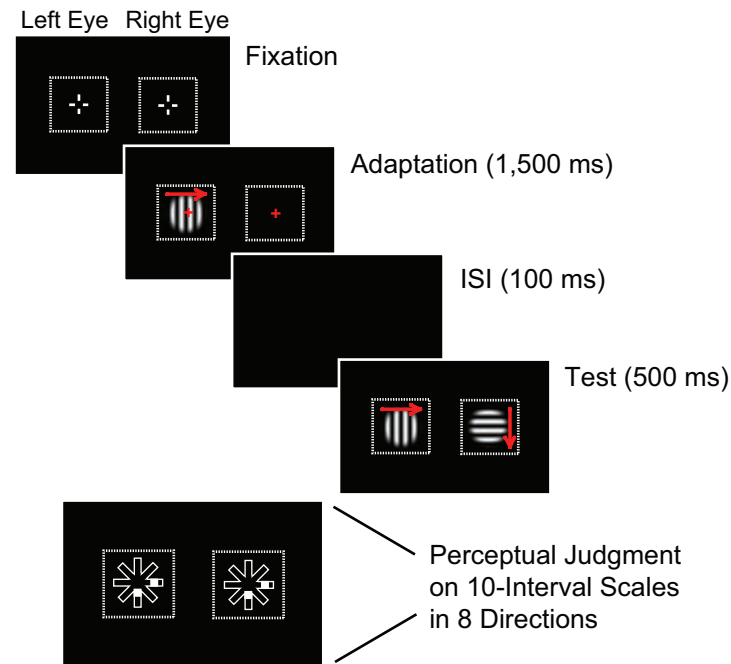 Left Eye Right Eye
Fixation
Adaptation (1,500 ms)
ISI (100 ms)
Test (500 ms)
Perceptual Judgment
on 10-Interval Scales
in 8 Directions